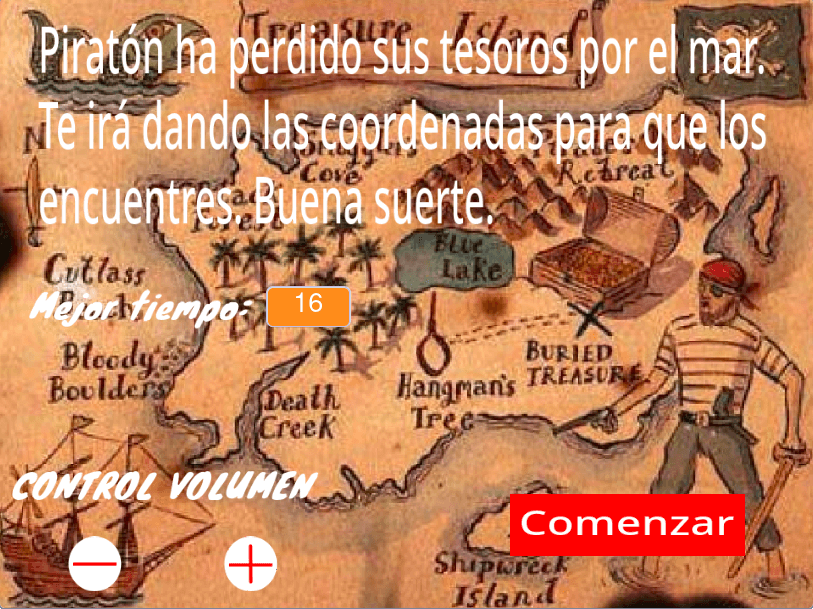 Treasure Island
Piratón ha perdido sus tesoros por el mar.
Te irá dando las coordenadas para que los
encuentres. Buena suerte.
N
Cove
Pirates
Retreat
Forest
Blue
Lake
Cutlass
Mejor tiempo: 16
Bloody
Boulders
BURIED
TREASURE
Death
Creek
Hangman's
Tree
CONTROL VOLUMEN
Comenzar
Shipwreck
Island